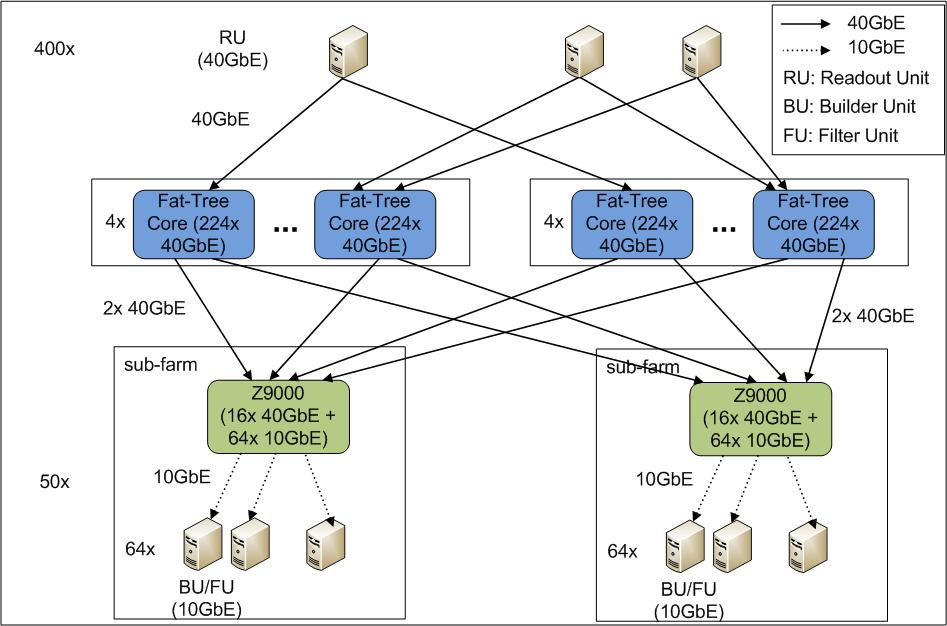 400x
RU
(40GbE)
40GbE
10GbE
RU: Readout Unit
BU: Builder Unit
FU: Filter Unit
40GbE
4x
Fat-Tree
Core (224x
40GbE)
...
Fat-Tree
Core (224x
40GbE)
4x
Fat-Tree
Core (224x
40GbE)
...
Fat-Tree
Core (224x
40GbE)
2x 40GbE
2x 40GbE
sub-farm
Z9000
(16x 40GbE +
64x 10GbE)
10GbE
64x
BU/FU
(10GbE)
sub-farm
Z9000
(16x 40GbE +
64x 10GbE)
10GbE
64x
BU/FU
(10GbE)
50x